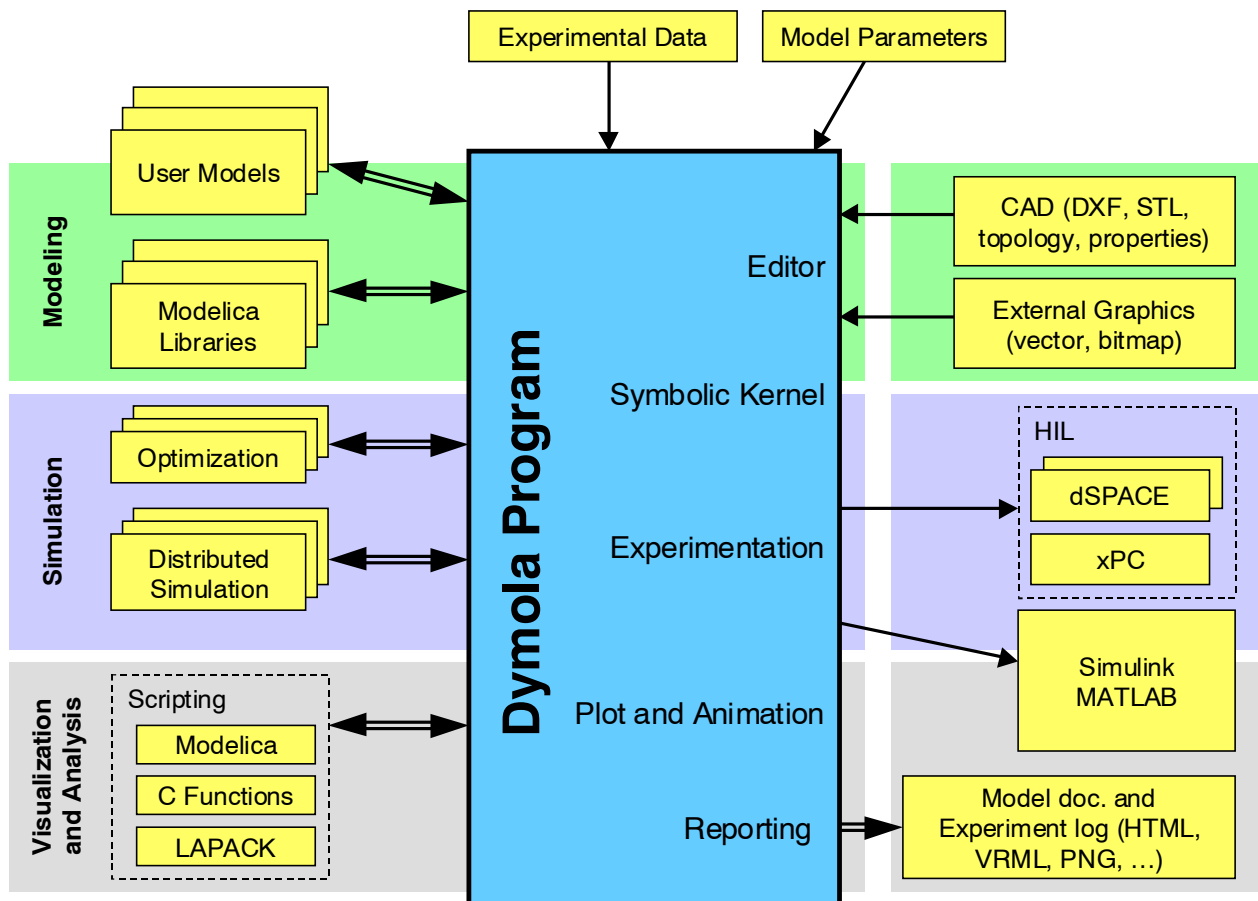 Experimental Data
Model Parameters
User Models
Modelica
Libraries
Modeling
Editor
CAD (DXF, STL,
topology, properties)
External Graphics
(vector, bitmap)
Dymola Program
Symbolic Kernel
Optimization
Distributed
Simulation
Simulation
Experimentation
HIL
dSPACE
xPC
Simulink
MATLAB
Visualization
and Analysis
Scripting
Modelica
C Functions
LAPACK
Plot and Animation
Reporting
Model doc. and
Experiment log (HTML,
VRML, PNG, …)